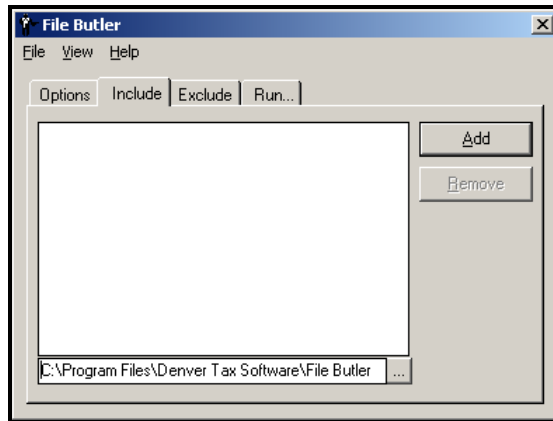 File Butler
File View Help
Options Include Exclude Run...
Add
Remove
C:\Program Files\Denver Tax Software\File Butler ...